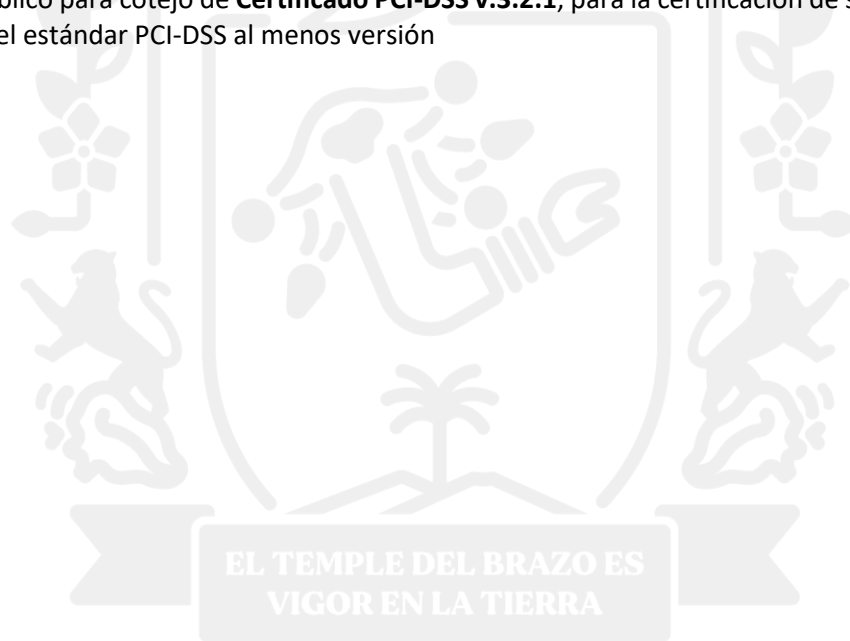 blico para cotejo de Certificado PCI-DSS v.3.2.1, para la certificación de s
el estándar PCI-DSS al menos versión
EL TEMPLE DEL BRAZO ES
VIGOR EN LA TIERRA